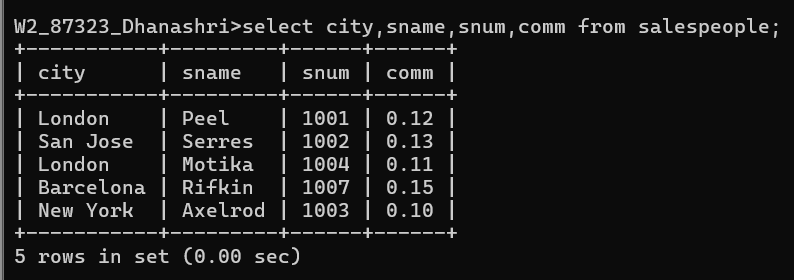 W2_87323_Dhanashri>select city,sname,snum,comm from salespeople;
+-----------+---------+------+------+
| city      | sname   | snum | comm |
+-----------+---------+------+------+
| London    | Peel    | 1001 | 0.12 |
| San Jose  | Serres  | 1002 | 0.13 |
| London    | Motika  | 1004 | 0.11 |
| Barcelona | Rifkin  | 1007 | 0.15 |
| New York  | Axelrod | 1003 | 0.10 |
+-----------+---------+------+------+
5 rows in set (0.00 sec)